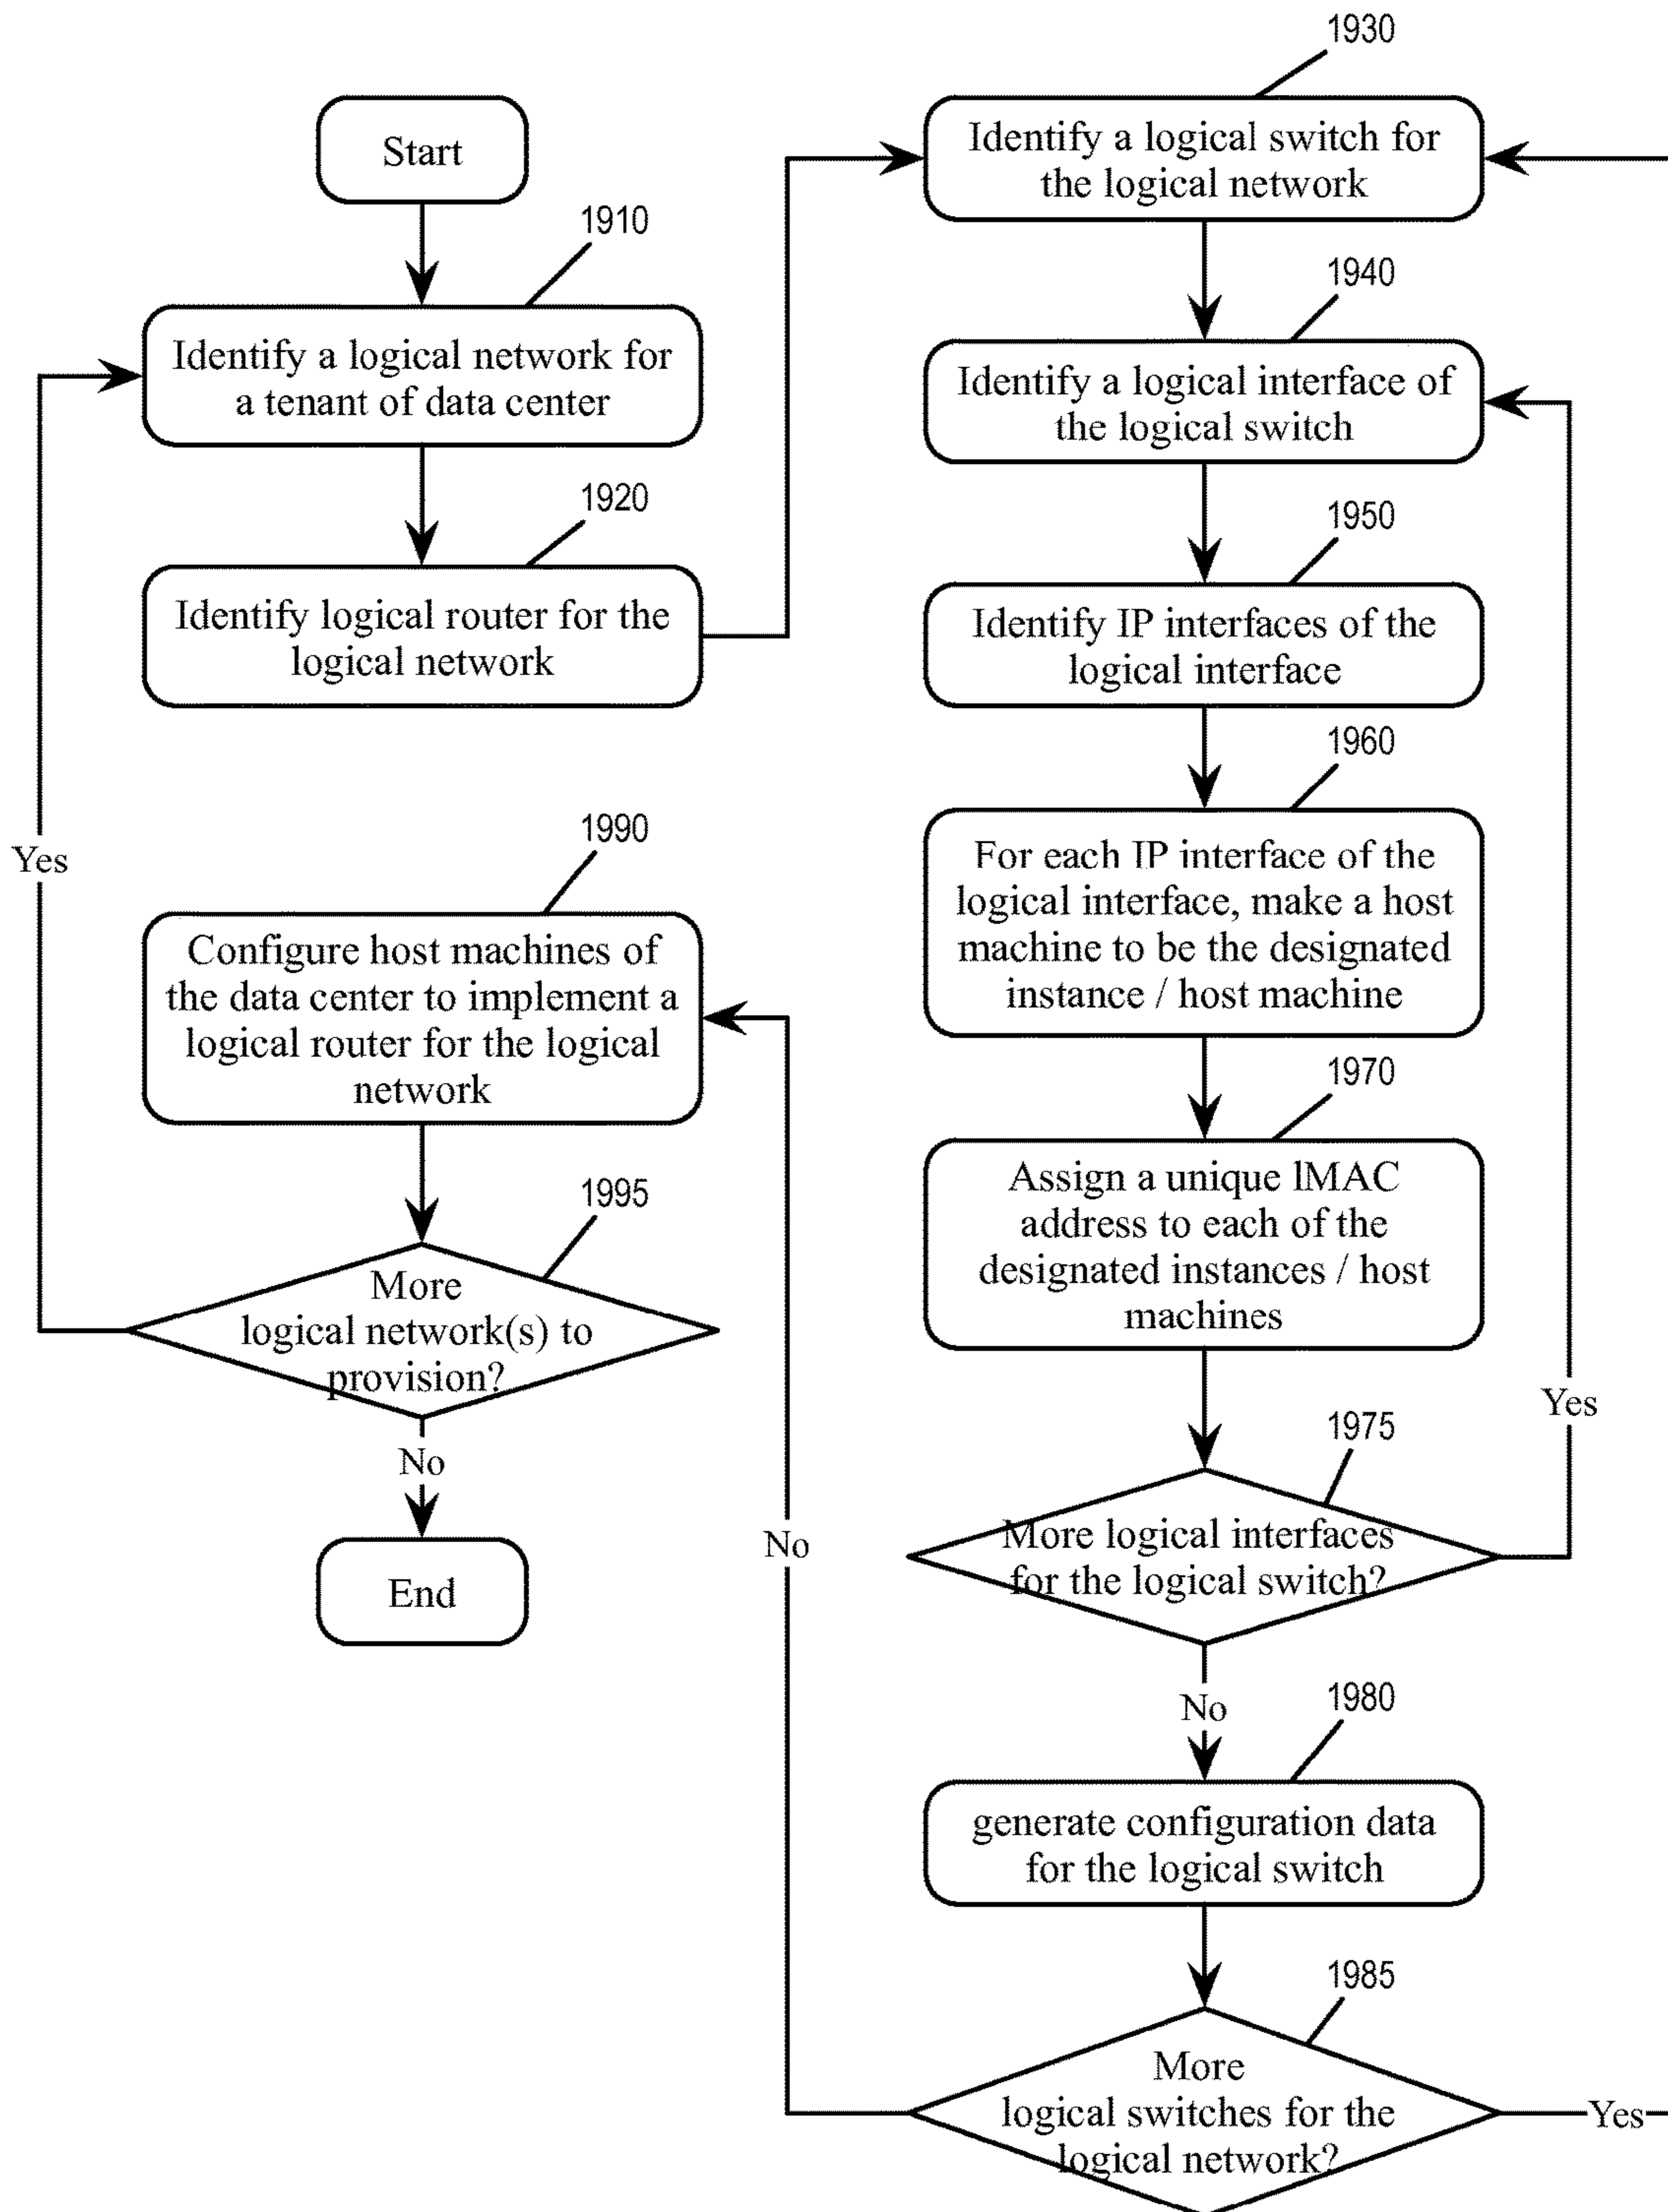 Start
1910
Identify a logical network for
a tenant of data center
1920
Identify logical router for the
logical network
1930
Identify a logical switch for
the logical network
1940
Identify a logical interface of
the logical switch
1950
Identify IP interfaces of the
logical interface
1960
For each IP interface of the
logical interface, make a host
machine to be the designated
instance / host machine
1970
Assign a unique lMAC
address to each of the
designated instances / host
machines
1975
More logical interfaces
for the logical switch?
Yes
No
1980
generate configuration data
for the logical switch
1985
More
logical switches for the
logical network?
Yes
No
1990
Configure host machines of
the data center to implement a
logical router for the logical
network
1995
More
logical network(s) to
provision?
Yes
No
End